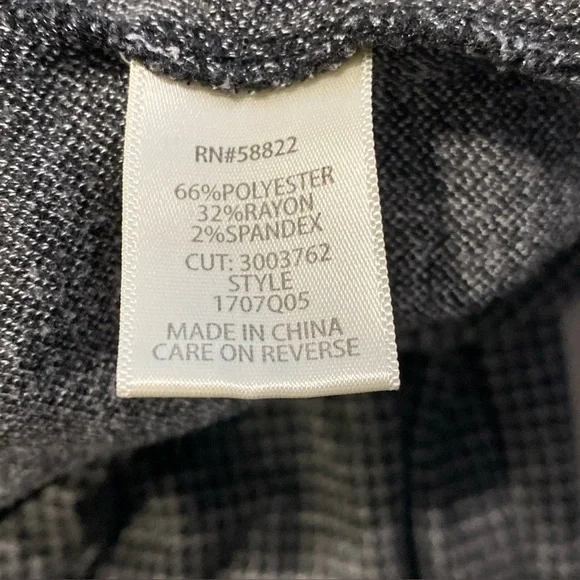 RN#58822
66%POLYESTER
32%RAYON
2%SPANDEX
CUT: 3003762
STYLE
1707Q05
MADE IN CHINA
CARE ON REVERSE